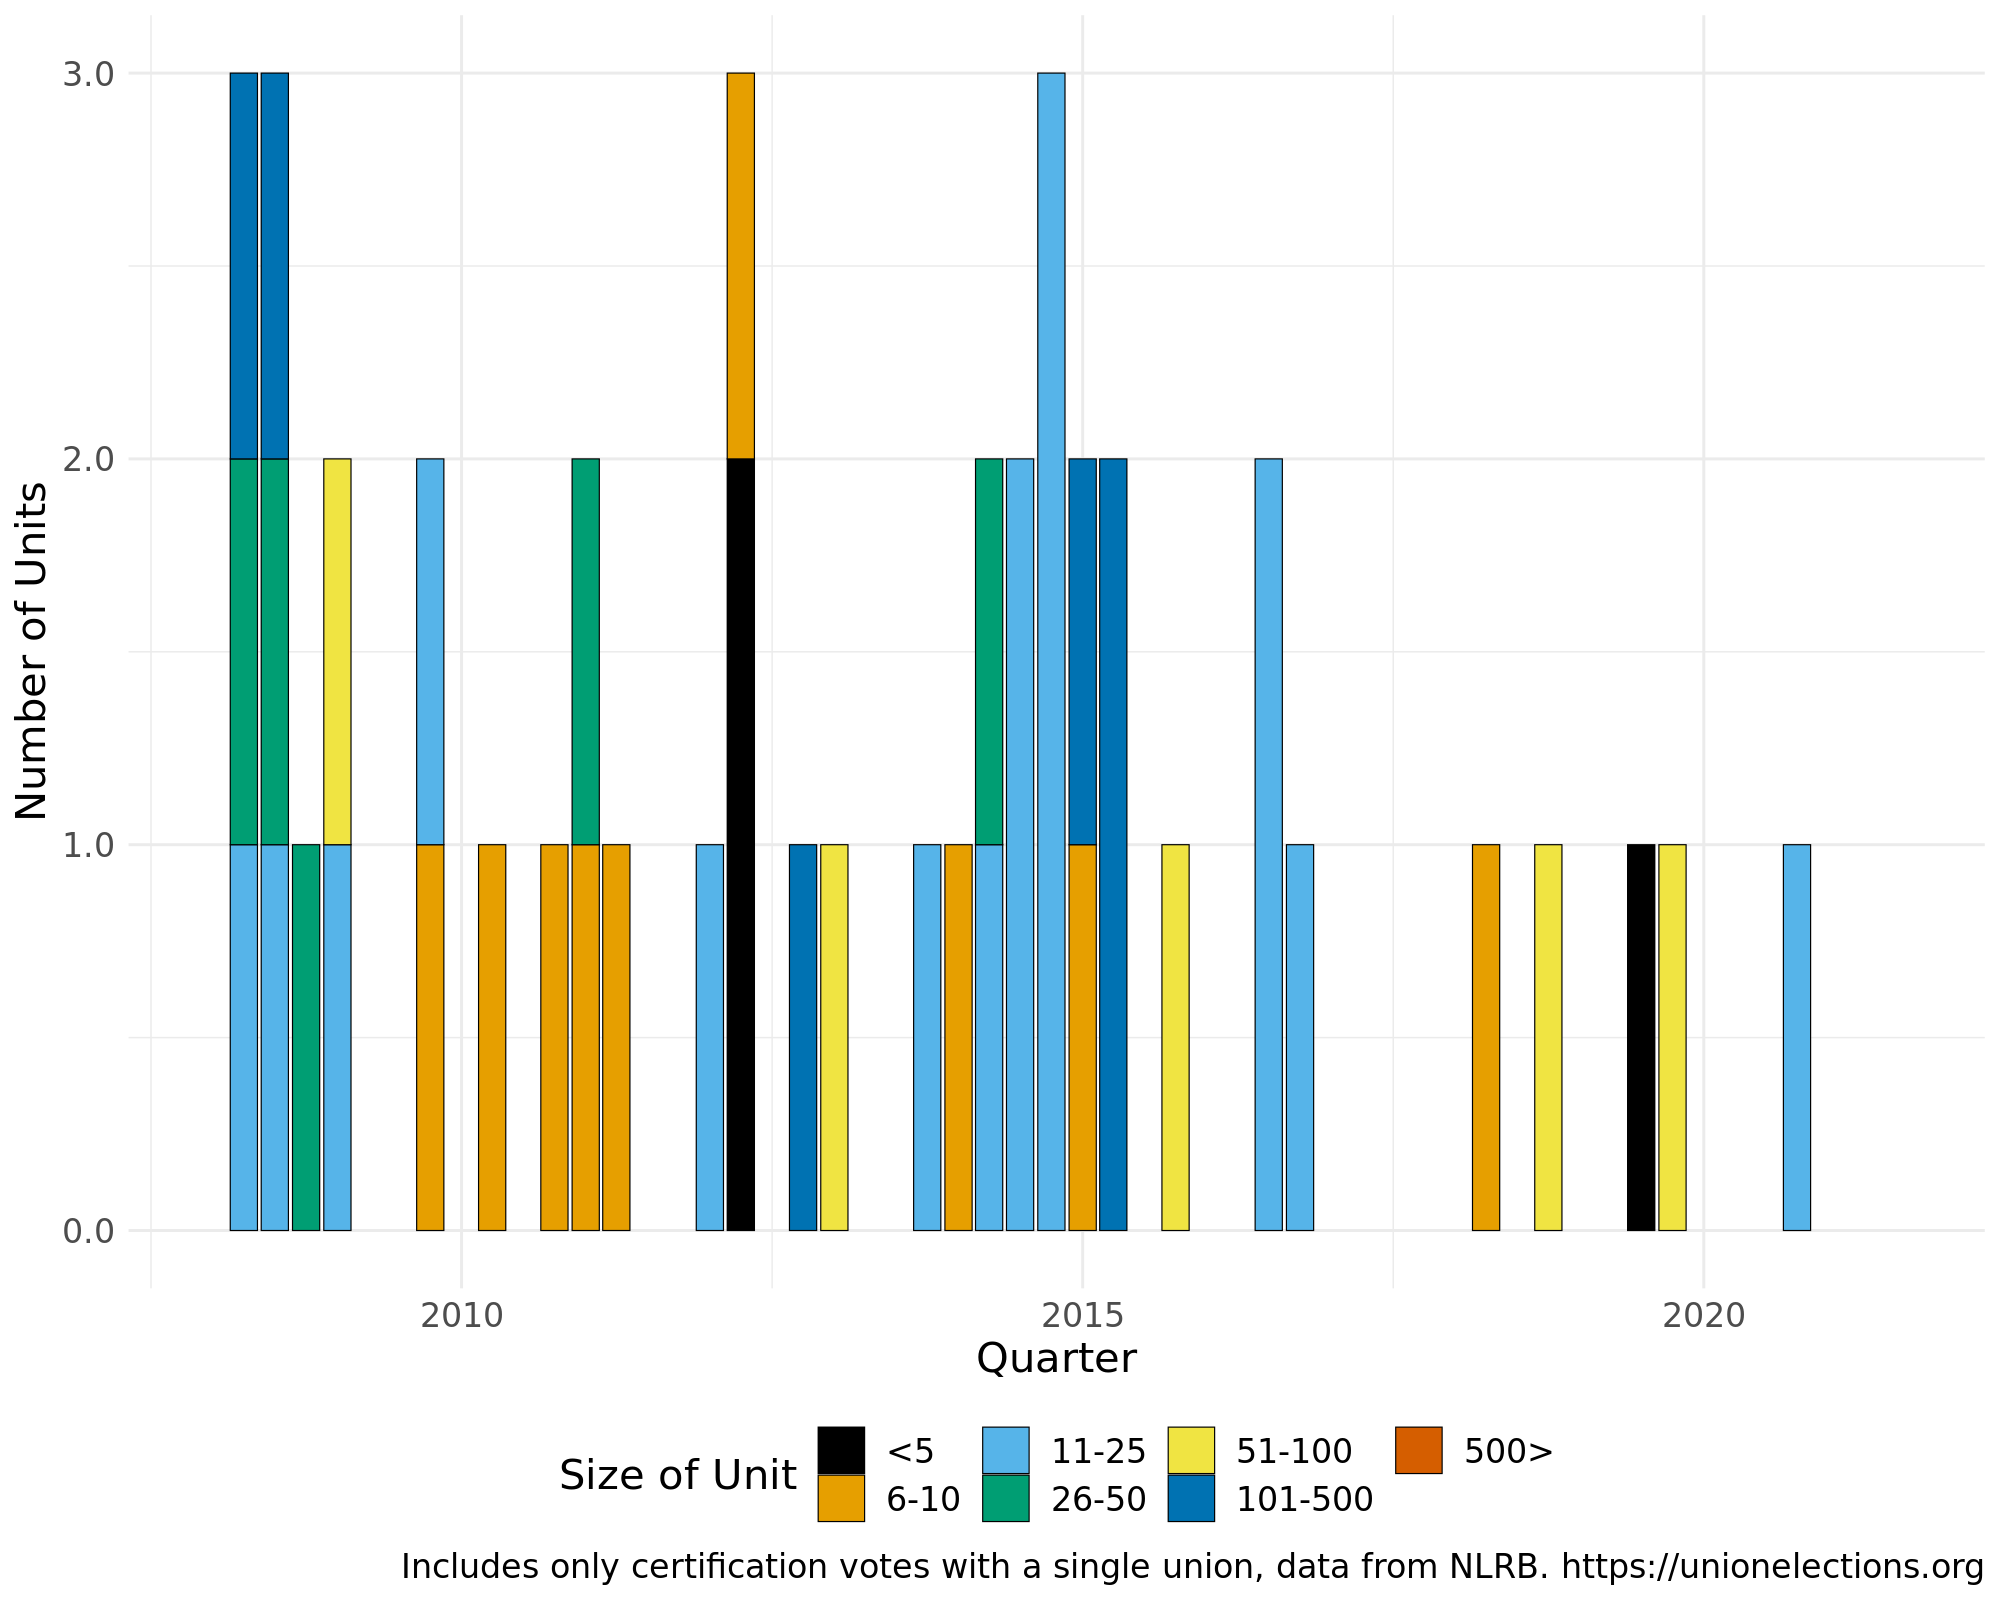 3.0
2.0
1.0
0.0
Number of Units
2010 2015 2020
Quarter
Size of Unit
<5 11-25 51-100 500>
6-10 26-50 101-500
Includes only certification votes with a single union, data from NLRB. https://unionelections.org